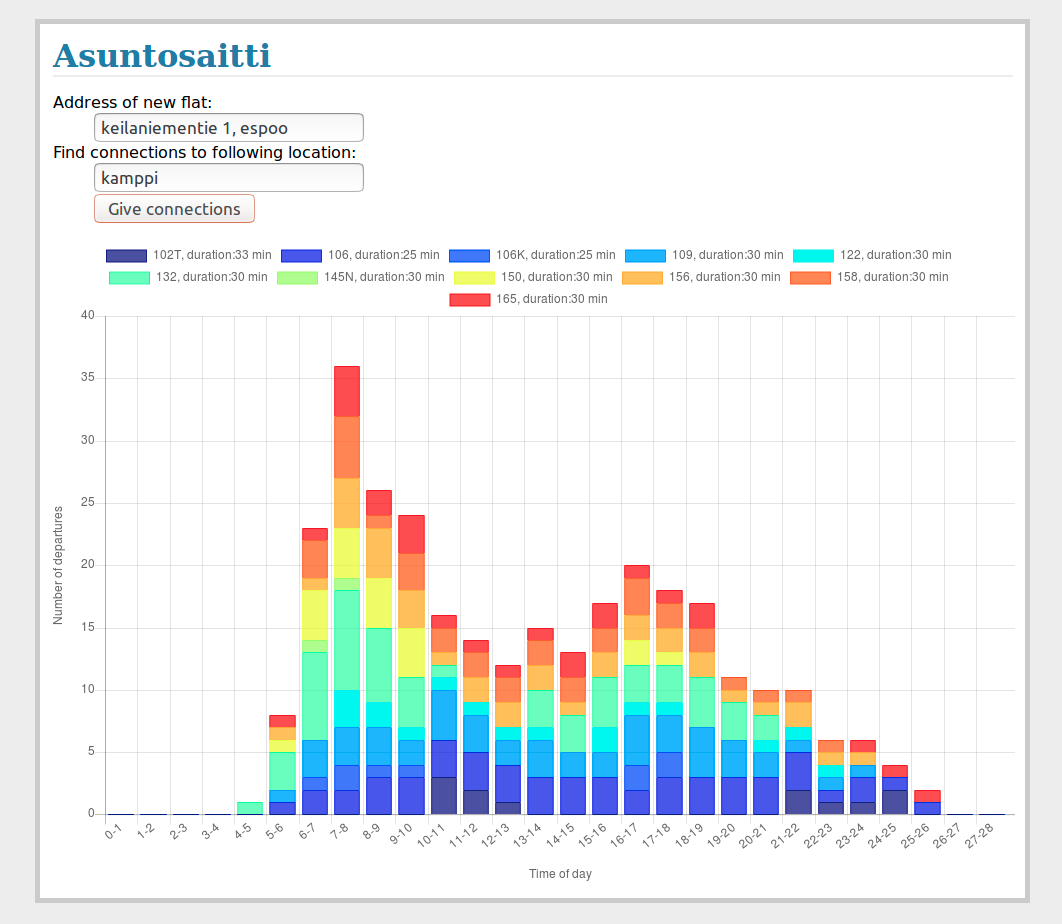 Asuntosaitti
Address of new flat:
keilaniementie 1, espoo
Find connections to following location:
kamppi
Give connections
102T, duration:33 min 106, duration:25 min 106K, duration:25 min 109, duration:30 min 122, duration:30 min
132, duration:30 min 145N, duration:30 min 150, duration:30 min 156, duration:30 min 158, duration:30 min
165, duration:30 min
40
35
30
25
20
15
10
5
0
Number of departures
0-1 1-2 2-3 3-4 4-5 5-6 6-7 7-8 8-9 9-10 10-11 11-12 12-13 13-14 14-15 15-16 16-17 17-18 18-19 19-20 20-21 21-22 22-23 23-24 24-25 25-26 26-27 27-28
Time of day